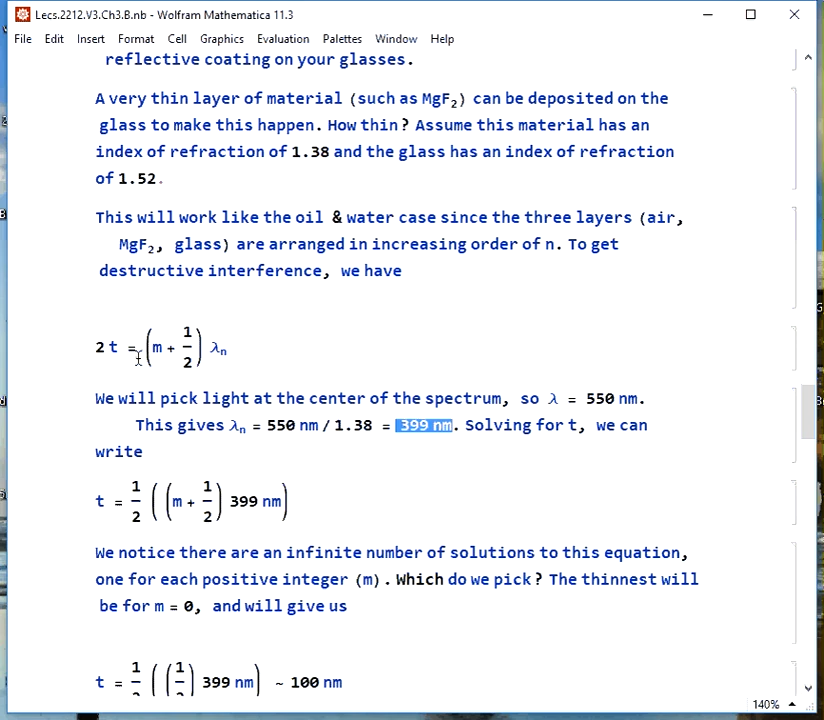 Lecs.2212.V3.Ch3.B.nb - Wolfram Mathematica 11.3
File Edit Insert Format Cell Graphics Evaluation Palettes Window Help
reflective coating on your glasses.
A very thin layer of material (such as MgF₂) can be deposited on the
glass to make this happen. How thin? Assume this material has an
index of refraction of 1.38 and the glass has an index of refraction
of 1.52.
This will work like the oil & water case since the three layers (air,
MgF₂, glass) are arranged in increasing order of n. To get
destructive interference, we have
2 t = (m + 1/2) λₙ
We will pick light at the center of the spectrum, so λ = 550 nm.
This gives λₙ = 550 nm / 1.38 = 399 nm. Solving for t, we can
write
t = 1/2 ((m + 1/2) 399 nm)
We notice there are an infinite number of solutions to this equation,
one for each positive integer (m). Which do we pick? The thinnest will
be for m = 0, and will give us
t = 1/2 ((1/2) 399 nm) ~ 100 nm
140%